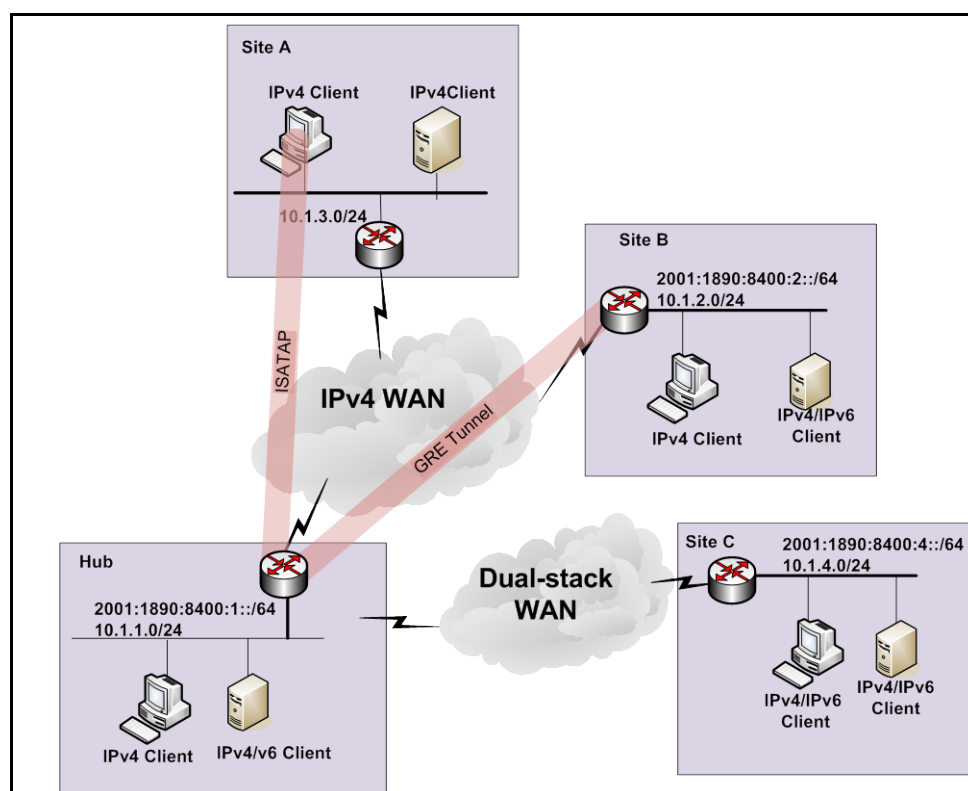 Site A
IPv4 Client
IPv4Client
10.1.3.0/24
Site B
2001:1890:8400:2::/64
10.1.2.0/24
IPv4 Client
IPv4/IPv6
Client
ISATAP
IPv4 WAN
GRE Tunnel
Hub
2001:1890:8400:1::/64
10.1.1.0/24
IPv4 Client
IPv4/v6 Client
Dual-stack
WAN
Site C
2001:1890:8400:4::/64
10.1.4.0/24
IPv4/IPv6
Client
IPv4/IPv6
Client